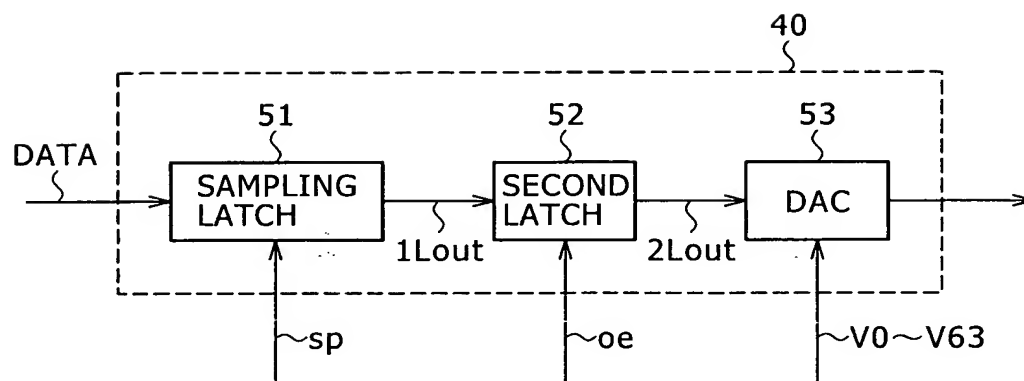 40
51
52
53
DATA
SAMPLING
LATCH
SECOND
LATCH
DAC
1Lout
2Lout
sp
oe
V0～V63